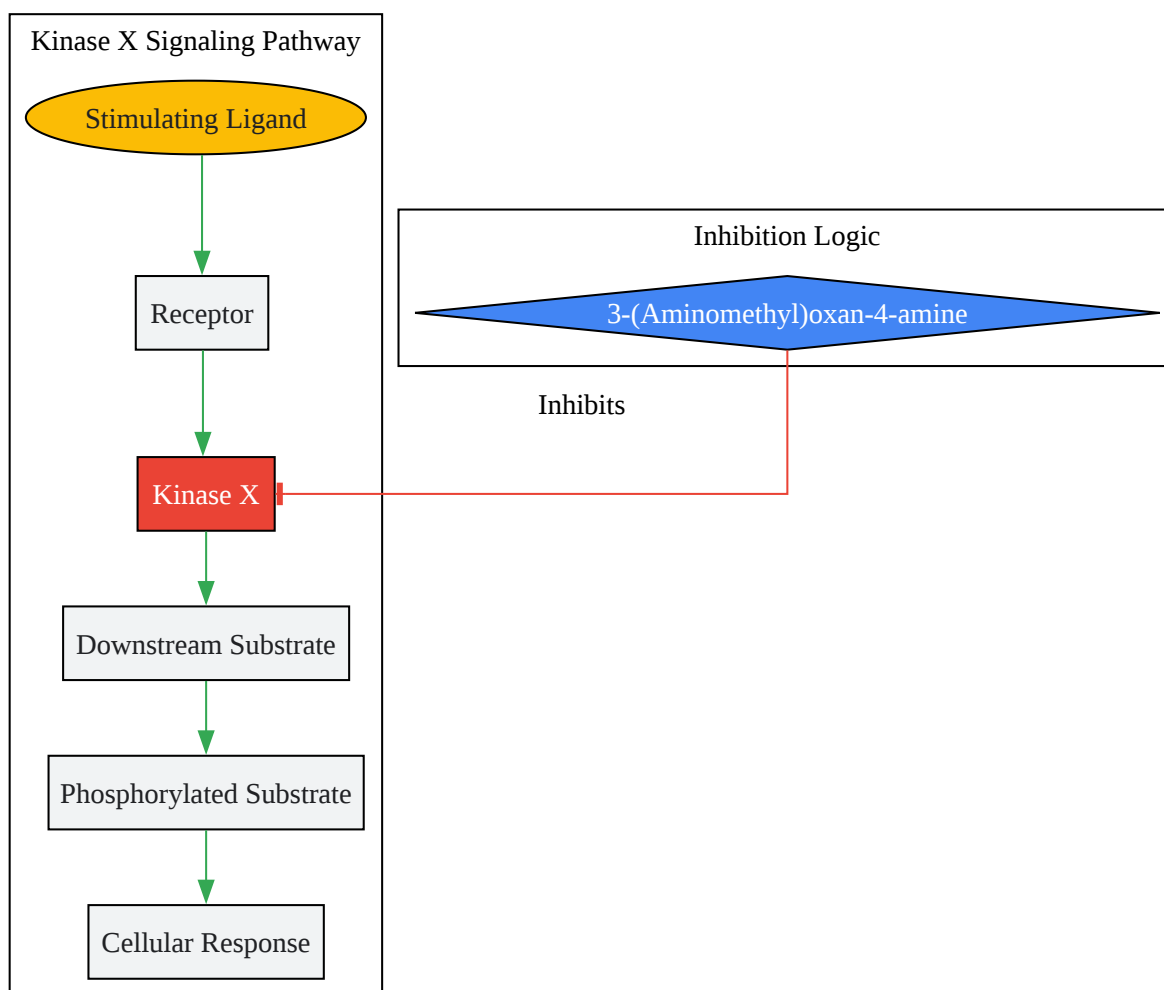 Kinase X Signaling Pathway
Stimulating Ligand
Receptor
Kinase X
Downstream Substrate
Phosphorylated Substrate
Cellular Response
Inhibition Logic
3-(Aminomethyl)oxan-4-amine
Inhibits